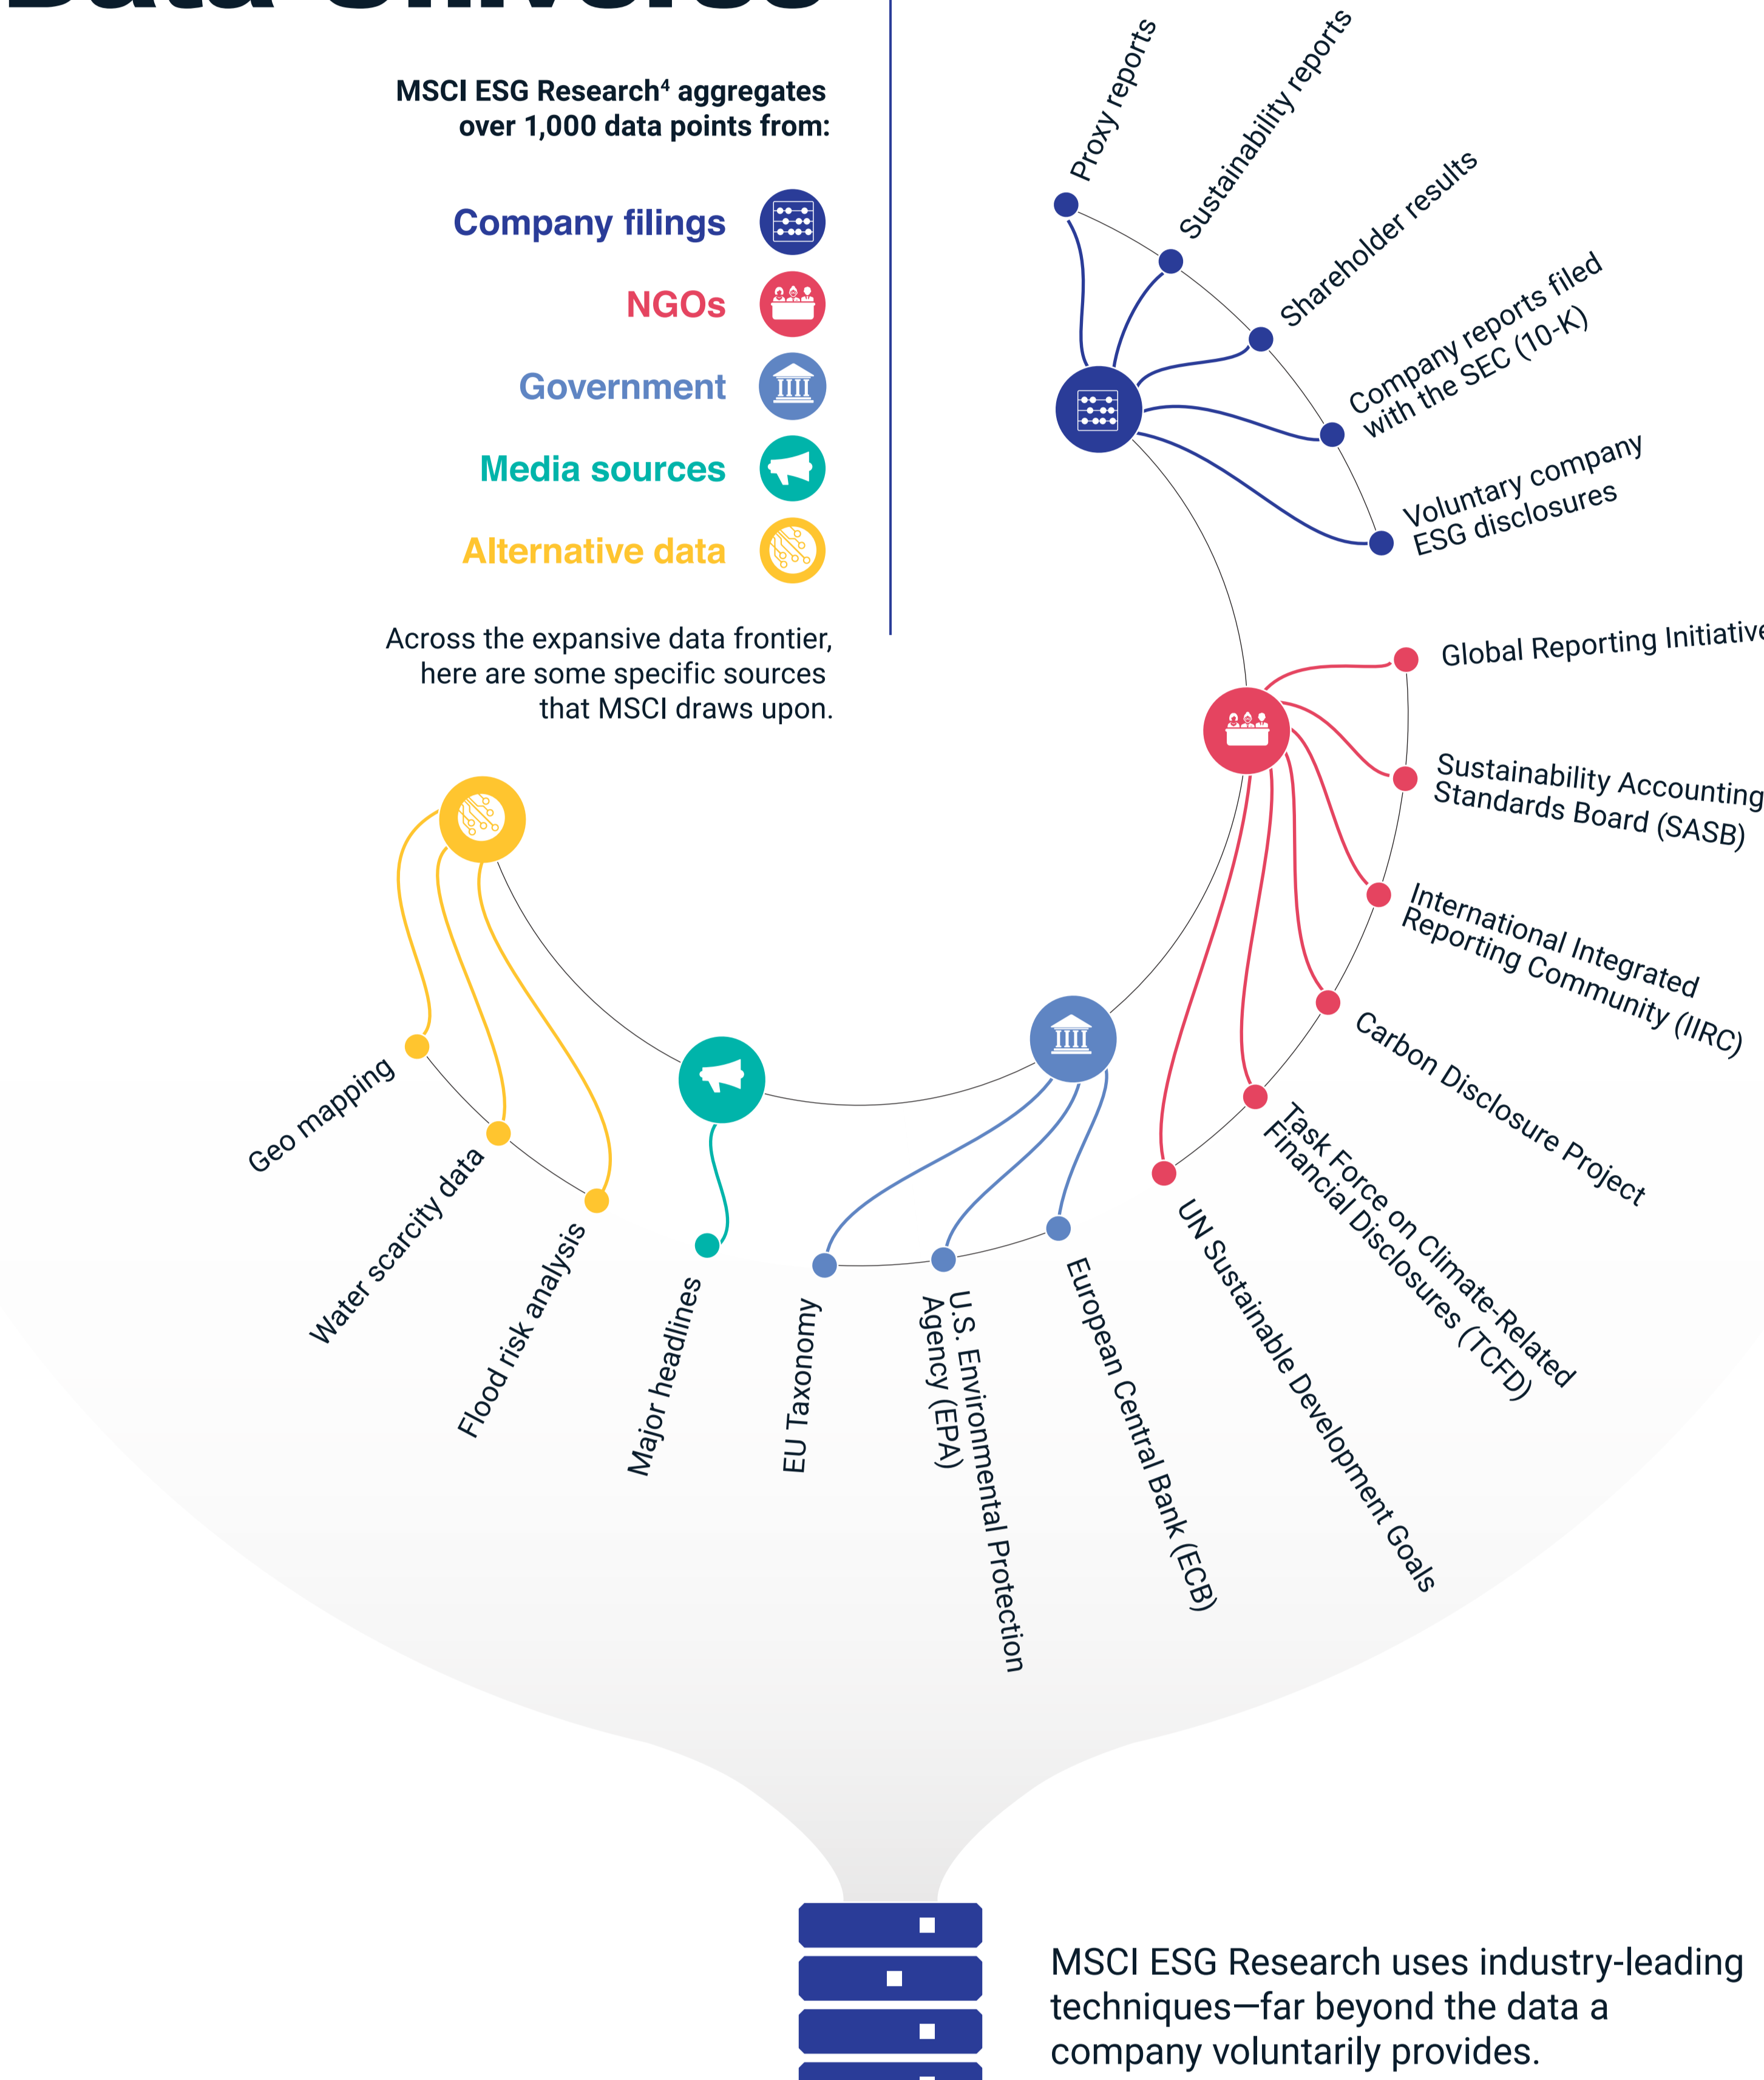 MSCI ESG Research⁴ aggregates
over 1,000 data points from:
Company filings
NGOs
Government
Media sources
Alternative data
Across the expansive data frontier,
here are some specific sources
that MSCI draws upon.
Proxy reports
Sustainability reports
Shareholder results
Company reports filed
with the SEC (10-K)
Voluntary company
ESG disclosures
Global Reporting Initiative
Sustainability Accounting
Standards Board (SASB)
International Integrated
Reporting Community (IIRC)
Carbon Disclosure Project
Task Force on Climate-Related
Financial Disclosures (TCFD)
UN Sustainable Development Goals
European Central Bank (ECB)
U.S. Environmental Protection
Agency (EPA)
EU Taxonomy
Major headlines
Flood risk analysis
Water scarcity data
Geo mapping
MSCI ESG Research uses industry-leading
techniques—far beyond the data a
company voluntarily provides.